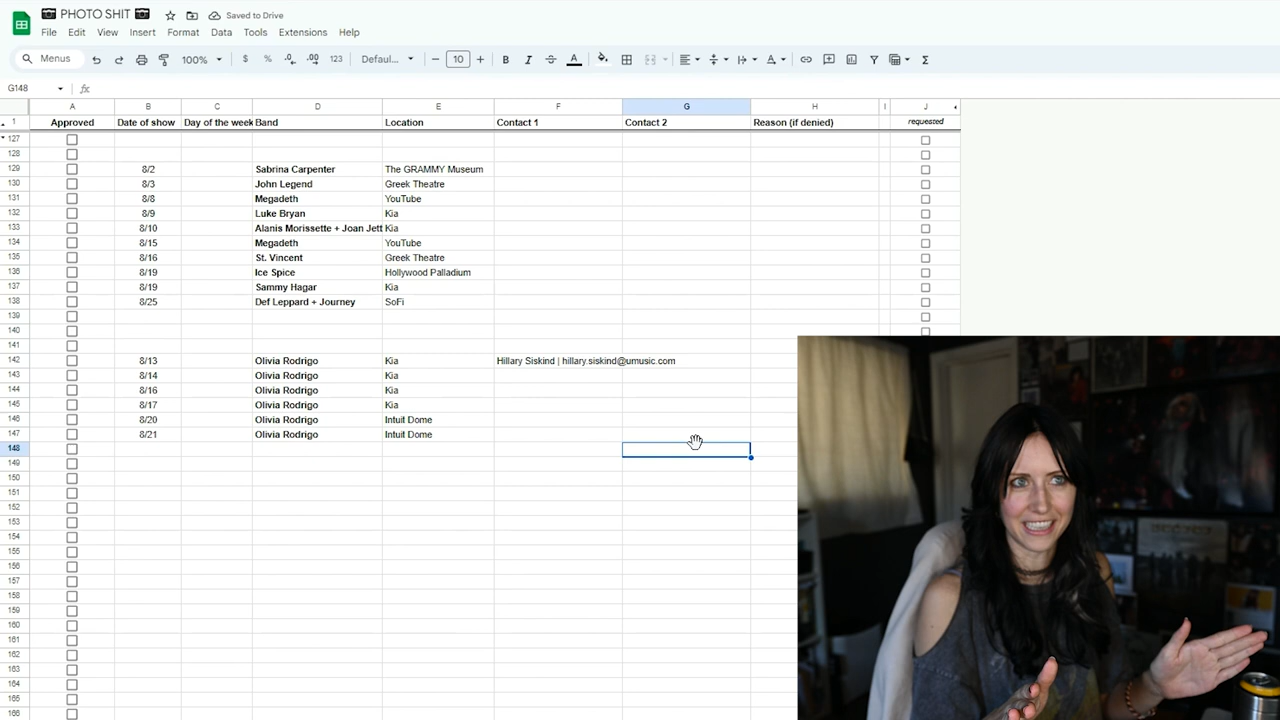 PHOTO SHIT
Saved to Drive
File Edit View Insert Format Data Tools Extensions Help
Menus 100% $ % .0 .00 123 Defaul... 10 B I A Σ
G148 fx
A B C D E F G H I J
1 Approved Date of show Day of the week Band Location Contact 1 Contact 2 Reason (if denied) requested
127
128
129 8/2 Sabrina Carpenter The GRAMMY Museum
130 8/3 John Legend Greek Theatre
131 8/8 Megadeth YouTube
132 8/9 Luke Bryan Kia
133 8/10 Alanis Morissette + Joan Jett Kia
134 8/15 Megadeth YouTube
135 8/16 St. Vincent Greek Theatre
136 8/19 Ice Spice Hollywood Palladium
137 8/19 Sammy Hagar Kia
138 8/25 Def Leppard + Journey SoFi
139
140
141
142 8/13 Olivia Rodrigo Kia Hillary Siskind | hillary.siskind@umusic.com
143 8/14 Olivia Rodrigo Kia
144 8/16 Olivia Rodrigo Kia
145 8/17 Olivia Rodrigo Kia
146 8/20 Olivia Rodrigo Intuit Dome
147 8/21 Olivia Rodrigo Intuit Dome
148
149
150
151
152
153
154
155
156
157
158
159
160
161
162
163
164
165
166